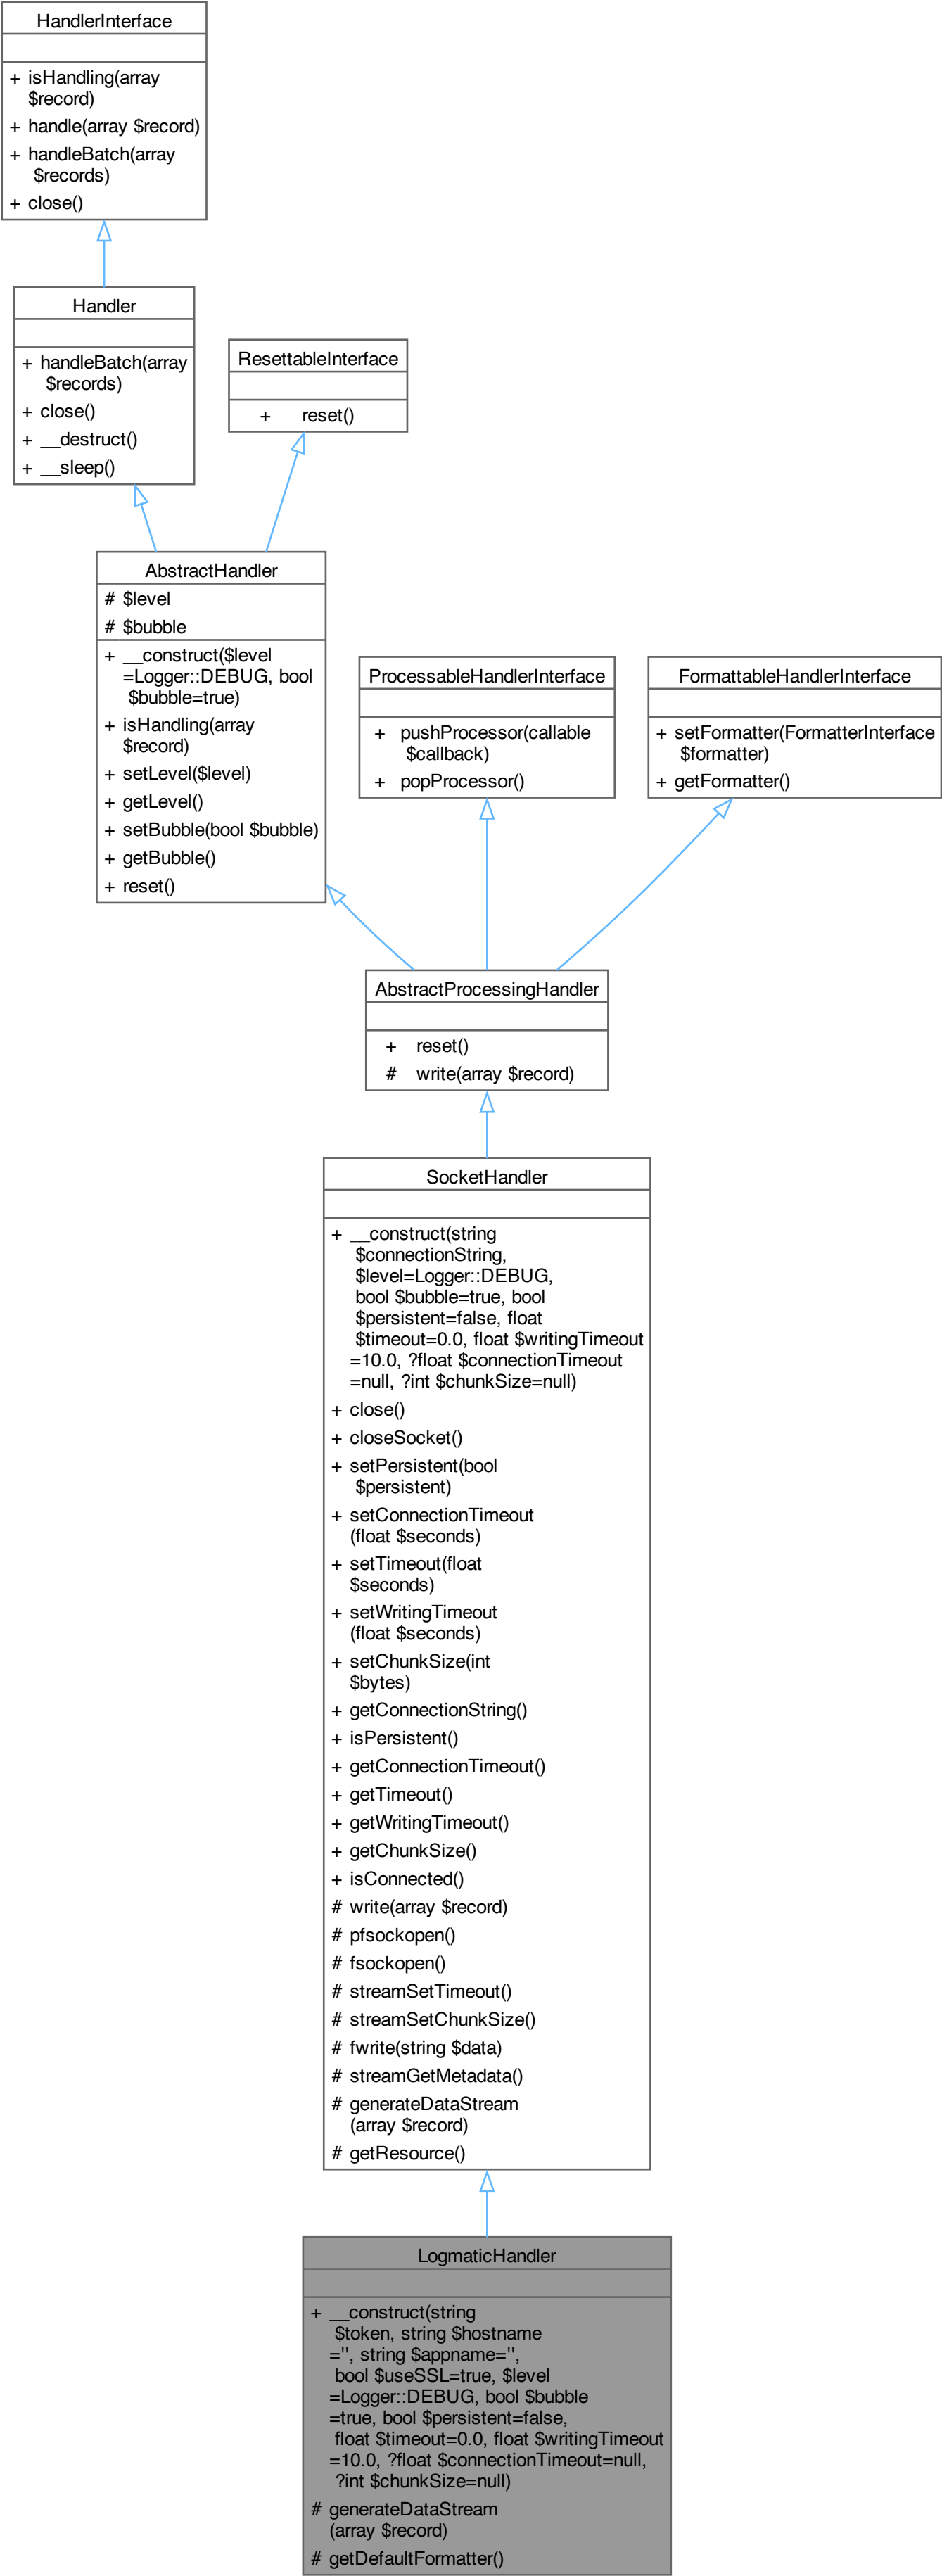 HandlerInterface
+ isHandling(array
$record)
+ handle(array $record)
+ handleBatch(array
$records)
+ close()
Handler
+ handleBatch(array
$records)
+ close()
+ __destruct()
+ __sleep()
ResettableInterface
+ reset()
AbstractHandler
# $level
# $bubble
+ __construct($level
=Logger::DEBUG, bool
$bubble=true)
+ isHandling(array
$record)
+ setLevel($level)
+ getLevel()
+ setBubble(bool $bubble)
+ getBubble()
+ reset()
ProcessableHandlerInterface
+ pushProcessor(callable
$callback)
+ popProcessor()
FormattableHandlerInterface
+ setFormatter(FormatterInterface
$formatter)
+ getFormatter()
AbstractProcessingHandler
+ reset()
# write(array $record)
SocketHandler
+ __construct(string
$connectionString,
$level=Logger::DEBUG,
bool $bubble=true, bool
$persistent=false, float
$timeout=0.0, float $writingTimeout
=10.0, ?float $connectionTimeout
=null, ?int $chunkSize=null)
+ close()
+ closeSocket()
+ setPersistent(bool
$persistent)
+ setConnectionTimeout
(float $seconds)
+ setTimeout(float
$seconds)
+ setWritingTimeout
(float $seconds)
+ setChunkSize(int
$bytes)
+ getConnectionString()
+ isPersistent()
+ getConnectionTimeout()
+ getTimeout()
+ getWritingTimeout()
+ getChunkSize()
+ isConnected()
# write(array $record)
# pfsockopen()
# fsockopen()
# streamSetTimeout()
# streamSetChunkSize()
# fwrite(string $data)
# streamGetMetadata()
# generateDataStream
(array $record)
# getResource()
LogmaticHandler
+ __construct(string
$token, string $hostname
='', string $appname='',
bool $useSSL=true, $level
=Logger::DEBUG, bool $bubble
=true, bool $persistent=false,
float $timeout=0.0, float $writingTimeout
=10.0, ?float $connectionTimeout=null,
?int $chunkSize=null)
# generateDataStream
(array $record)
# getDefaultFormatter()